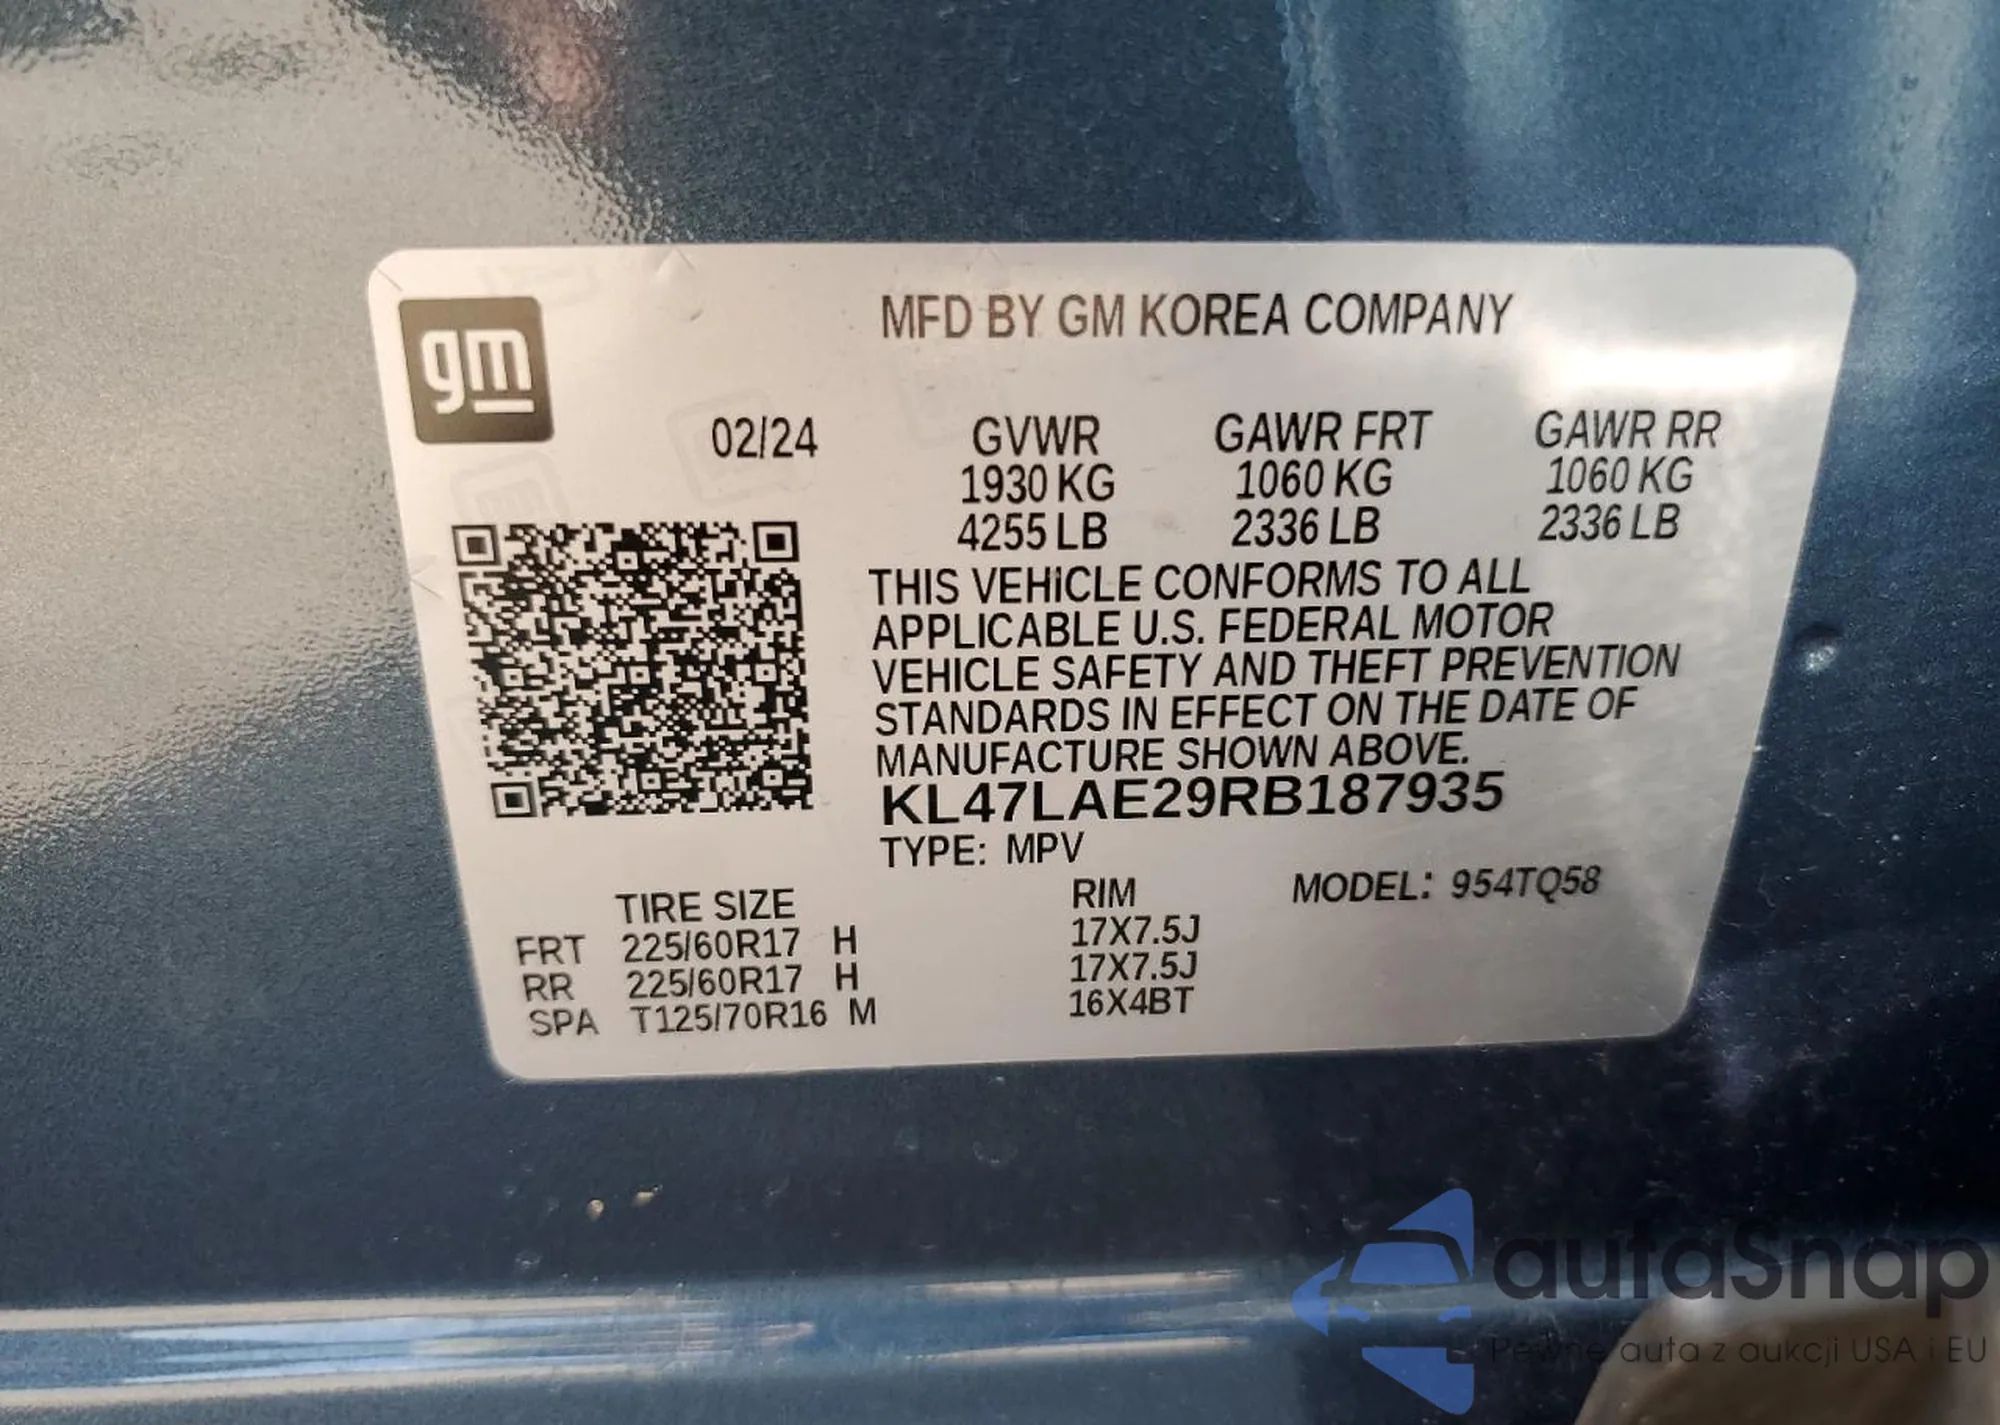 gm
MFD BY GM KOREA COMPANY
02/24 GVWR GAWR FRT GAWR RR
1930 KG 1060 KG 1060 KG
4255 LB 2336 LB 2336 LB
THIS VEHICLE CONFORMS TO ALL
APPLICABLE U.S. FEDERAL MOTOR
VEHICLE SAFETY AND THEFT PREVENTION
STANDARDS IN EFFECT ON THE DATE OF
MANUFACTURE SHOWN ABOVE.
KL47LAE29RB187935
TYPE: MPV
TIRE SIZE RIM MODEL: 954TQ58
FRT 225/60R17 H 17X7.5J
RR 225/60R17 H 17X7.5J
SPA T125/70R16 M 16X4BT
autaSnap
Pewne auta z aukcji USA i EU